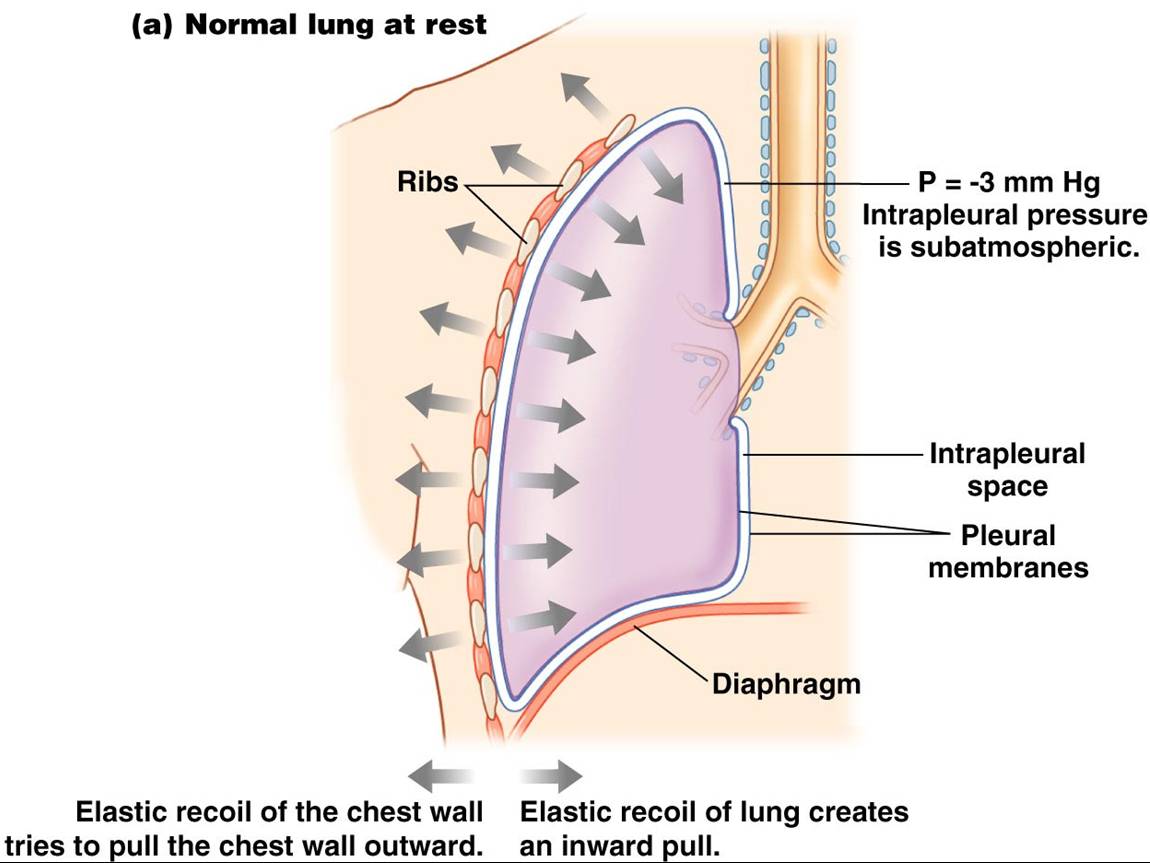 (a) Normal lung at rest
Ribs
P = -3 mm Hg
Intrapleural pressure
is subatmospheric.
Intrapleural
space
Pleural
membranes
Diaphragm
Elastic recoil of the chest wall
tries to pull the chest wall outward.
Elastic recoil of lung creates
an inward pull.